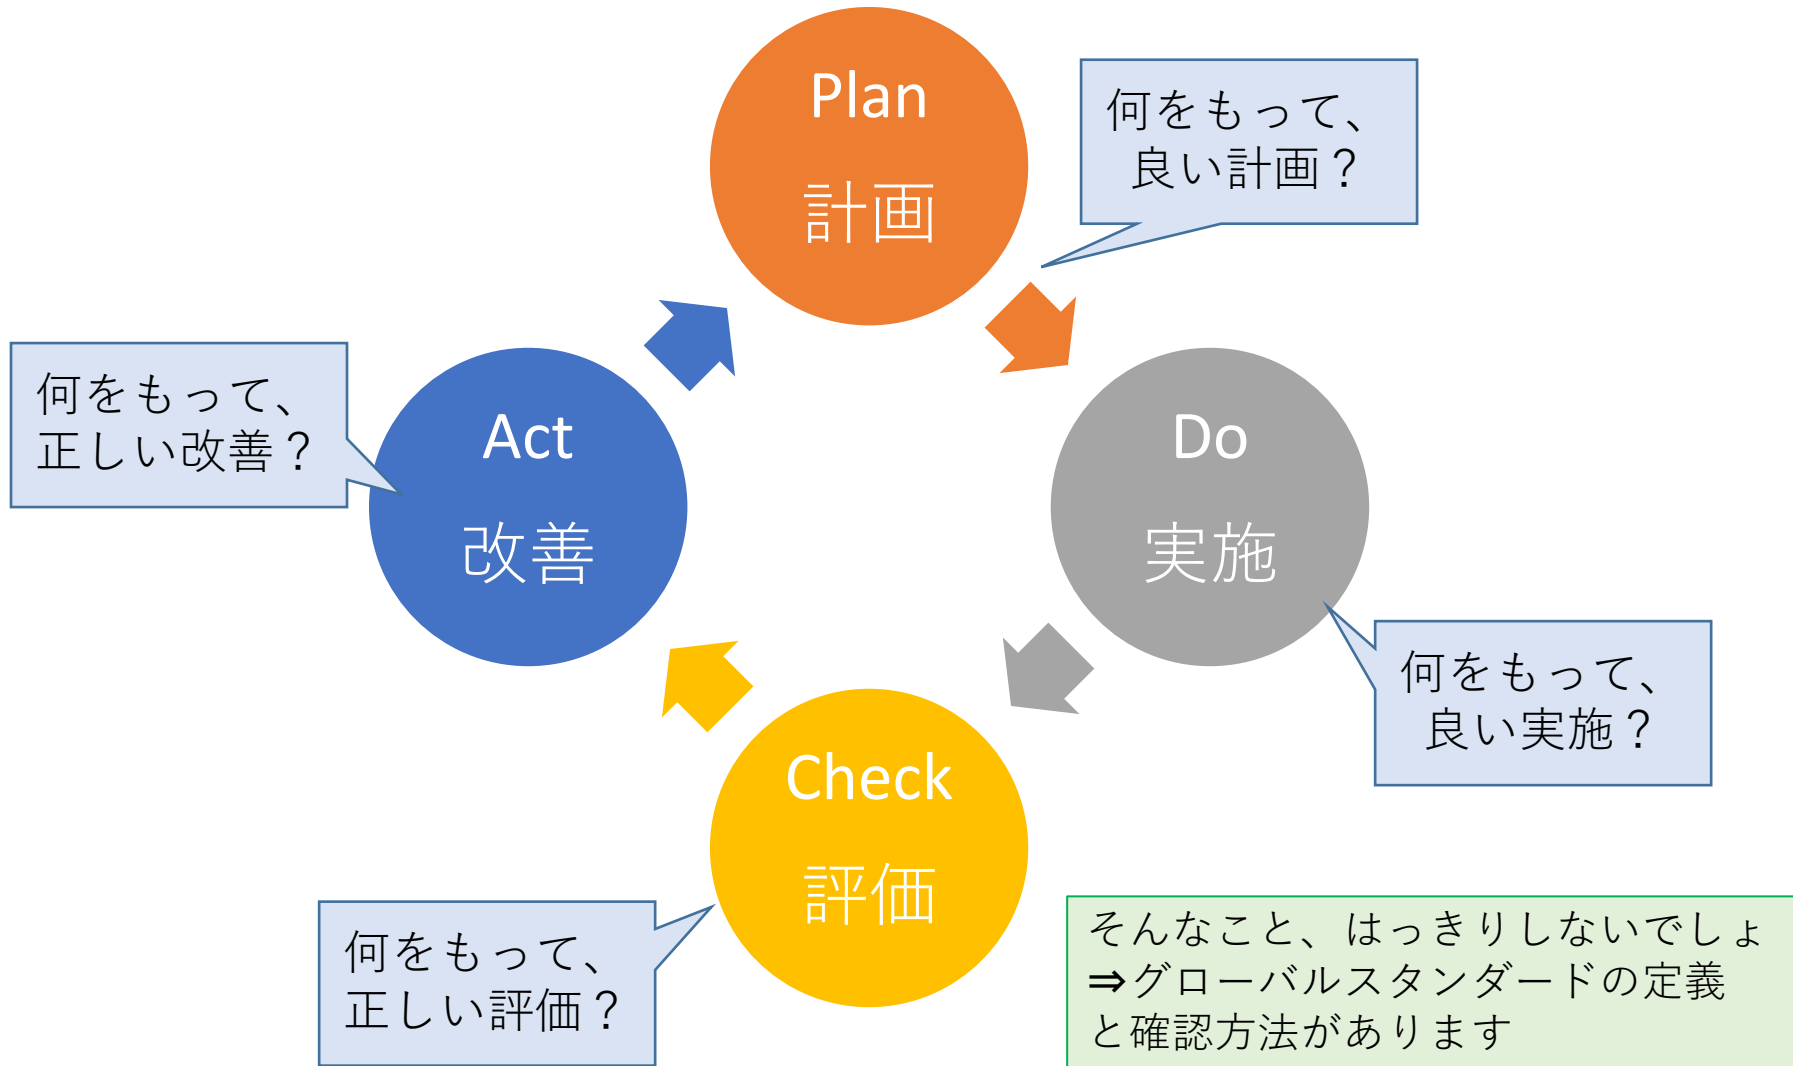 Plan
計画
何をもって、
良い計画？
何をもって、
正しい改善？
Act
改善
Do
実施
何をもって、
良い実施？
Check
評価
何をもって、
正しい評価？
そんなこと、はっきりしないでしょ
⇒グローバルスタンダードの定義
と確認方法があります